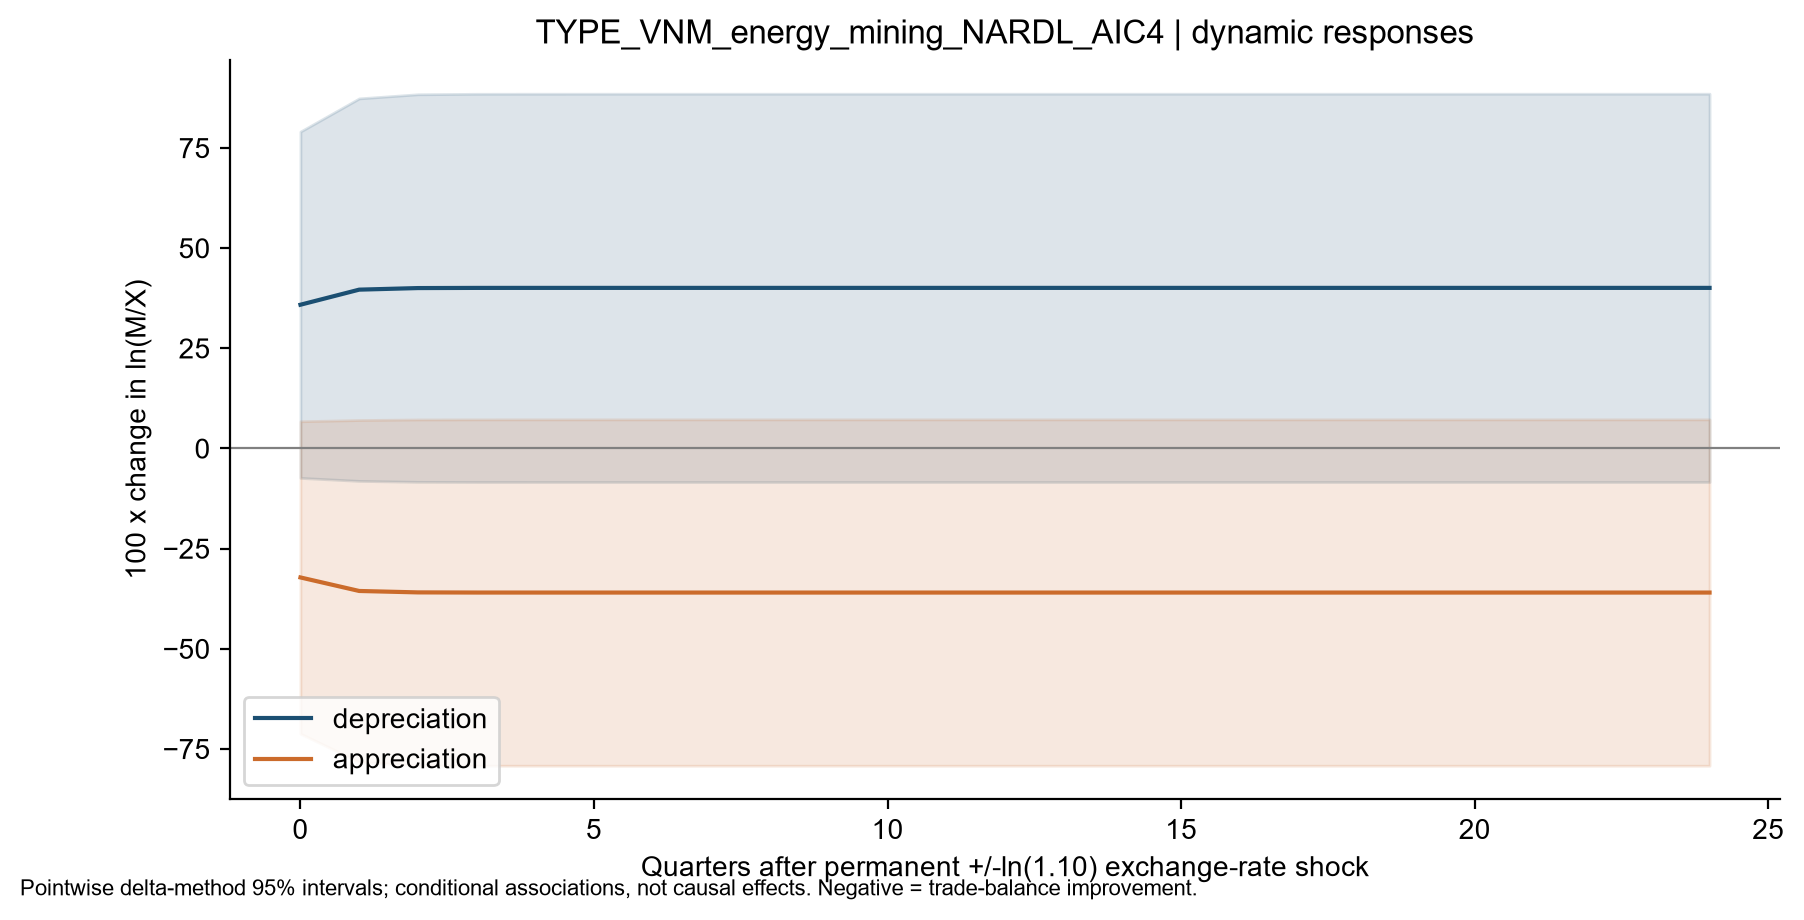 TYPE_VNM_energy_mining_NARDL_AIC4 | dynamic responses
100 x change in ln(M/X)
75
50
25
0
−25
−50
−75
depreciation
appreciation
0 5 10 15 20 25
Quarters after permanent +/-ln(1.10) exchange-rate shock
Pointwise delta-method 95% intervals; conditional associations, not causal effects. Negative = trade-balance improvement.